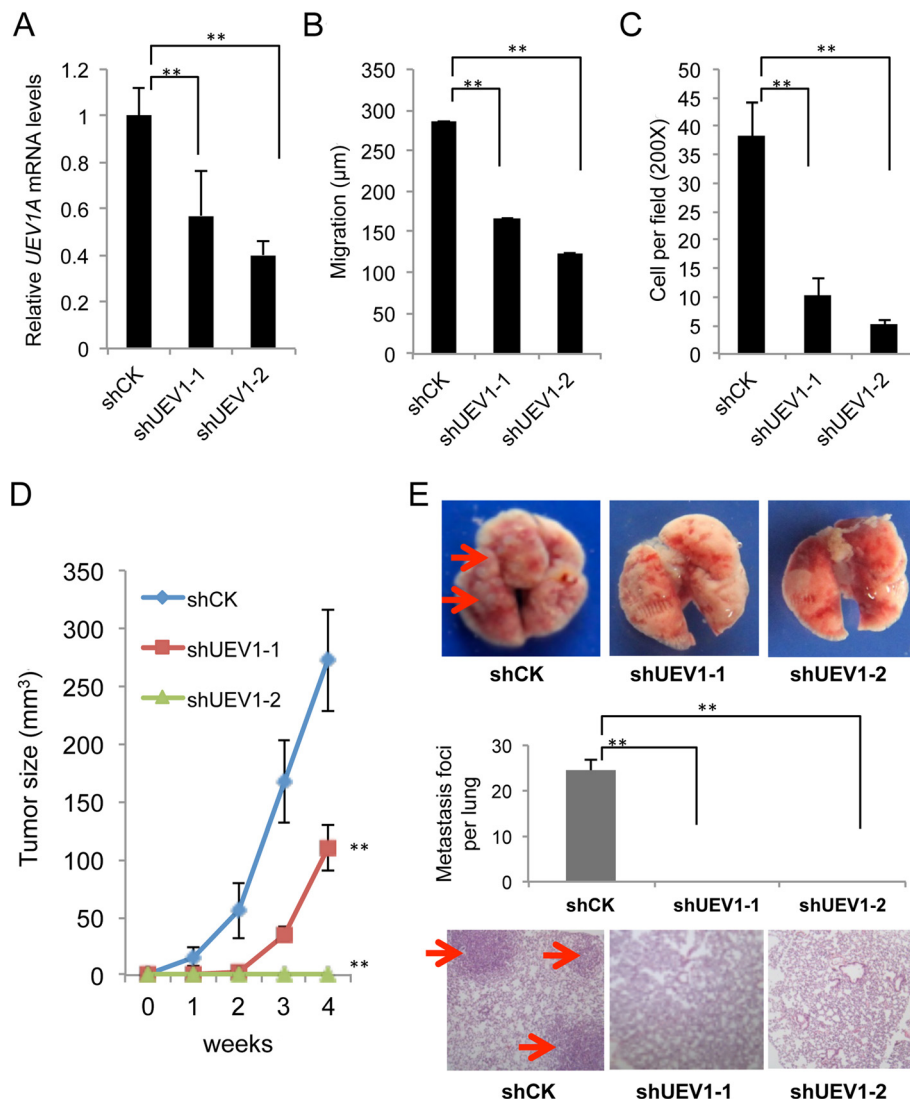 A
**
**
1.2
1
0.8
0.6
0.4
0.2
0
Relative UEV1A mRNA levels
shCK
shUEV1-1
shUEV1-2
B
**
**
350
300
250
200
150
100
50
0
Migration (µm)
shCK
shUEV1-1
shUEV1-2
C
**
**
45
40
35
30
25
20
15
10
5
0
Cell per field (200X)
shCK
shUEV1-1
shUEV1-2
D
350
300
250
200
150
100
50
0
Tumor size (mm³)
shCK
shUEV1-1
shUEV1-2
**
**
0 1 2 3 4
weeks
E
shCK shUEV1-1 shUEV1-2
**
**
30
20
10
0
Metastasis foci
per lung
shCK shUEV1-1 shUEV1-2
shCK shUEV1-1 shUEV1-2